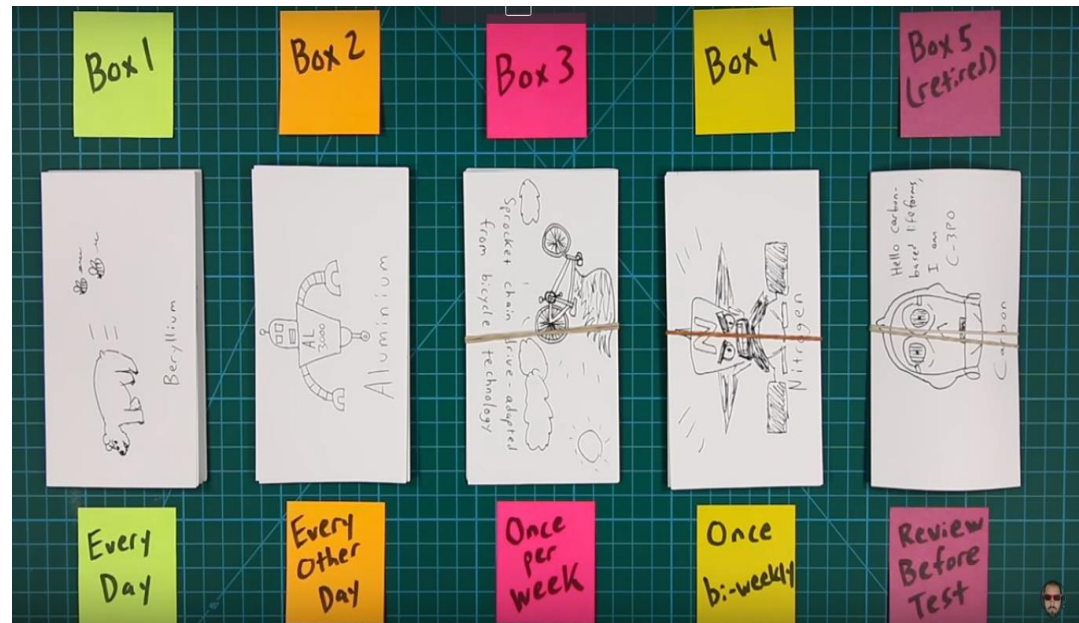 Box 1
Box 2
Box 3
Box 4
Box 5
(retired)
Beryllium
AL
3000
Aluminium
Sprocket chain drive-adapted
from bicycle technology
N
Nitrogen
Hello carbon-
based lifeforms,
I am
C-3PO
Carbon
Every
Day
Every
Other
Day
Once
per
week
Once
bi-weekly
Review
Before
Test